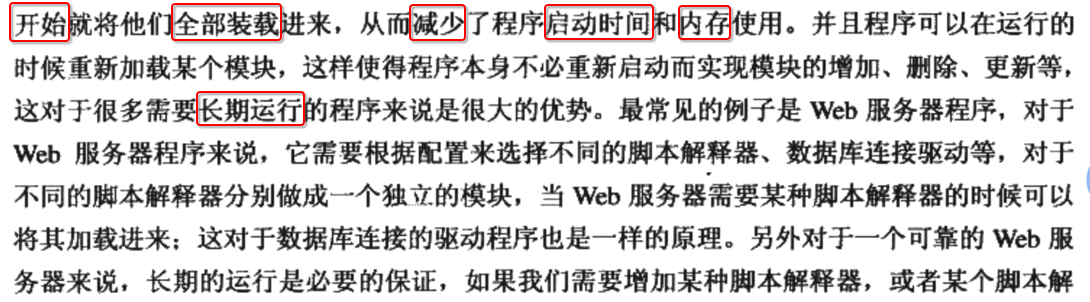 开始就将他们全部装载进来，从而减少了程序启动时间和内存使用。并且程序可以在运行的
时候重新加载某个模块，这样使得程序本身不必重新启动而实现模块的增加、删除、更新等，
这对于很多需要长期运行的程序来说是很大的优势。最常见的例子是 Web 服务器程序，对于
Web 服务器程序来说，它需要根据配置来选择不同的脚本解释器、数据库连接驱动等，对于
不同的脚本解释器分别做成一个独立的模块，当 Web 服务器需要某种脚本解释器的时候可以
将其加载进来；这对于数据库连接的驱动程序也是一样的原理。另外对于一个可靠的 Web 服
务器来说，长期的运行是必要的保证，如果我们需要增加某种脚本解释器，或者某个脚本解